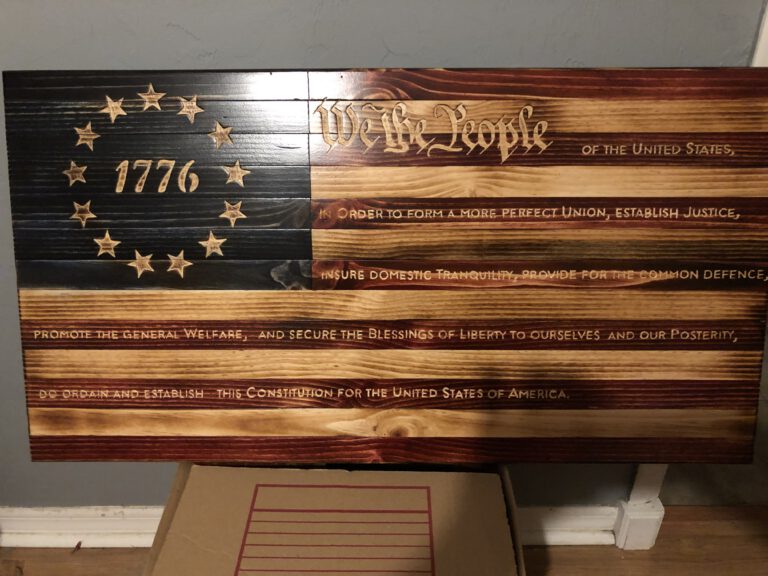 1776
We the People
OF THE UNITED STATES,
IN ORDER TO FORM A MORE PERFECT UNION, ESTABLISH JUSTICE,
INSURE DOMESTIC TRANQUILITY, PROVIDE FOR THE COMMON DEFENCE,
PROMOTE THE GENERAL WELFARE, AND SECURE THE BLESSINGS OF LIBERTY TO OURSELVES AND OUR POSTERITY,
DO ORDAIN AND ESTABLISH THIS CONSTITUTION FOR THE UNITED STATES OF AMERICA.